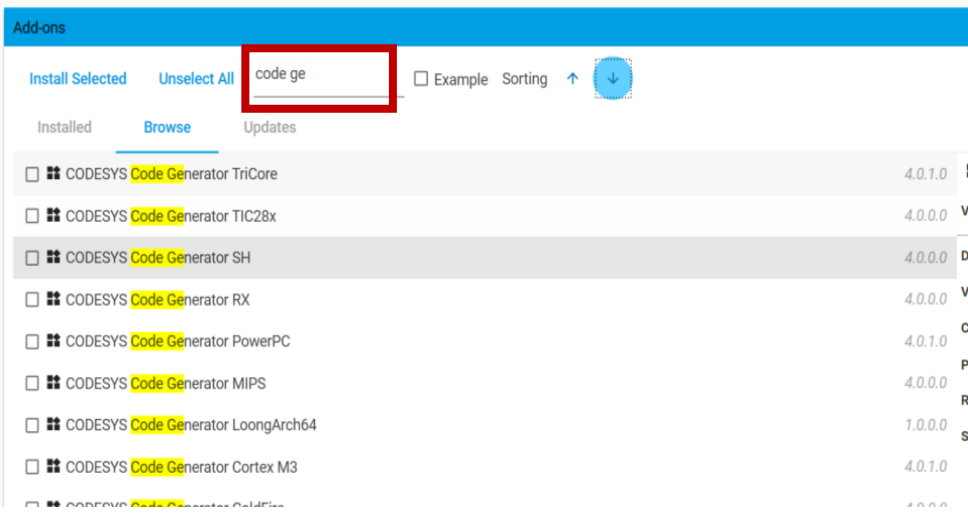 Add-ons
Install Selected Unselect All code ge Example Sorting
Installed Browse Updates
CODESYS Code Generator TriCore 4.0.1.0
CODESYS Code Generator TIC28x 4.0.0.0 V
CODESYS Code Generator SH 4.0.0.0 D
CODESYS Code Generator RX 4.0.0.0 V
CODESYS Code Generator PowerPC 4.0.1.0 C
CODESYS Code Generator MIPS 4.0.0.0 P
CODESYS Code Generator LoongArch64 1.0.0.0 R
CODESYS Code Generator Cortex M3 4.0.1.0 S
CODESYS Code Generator ColdFire